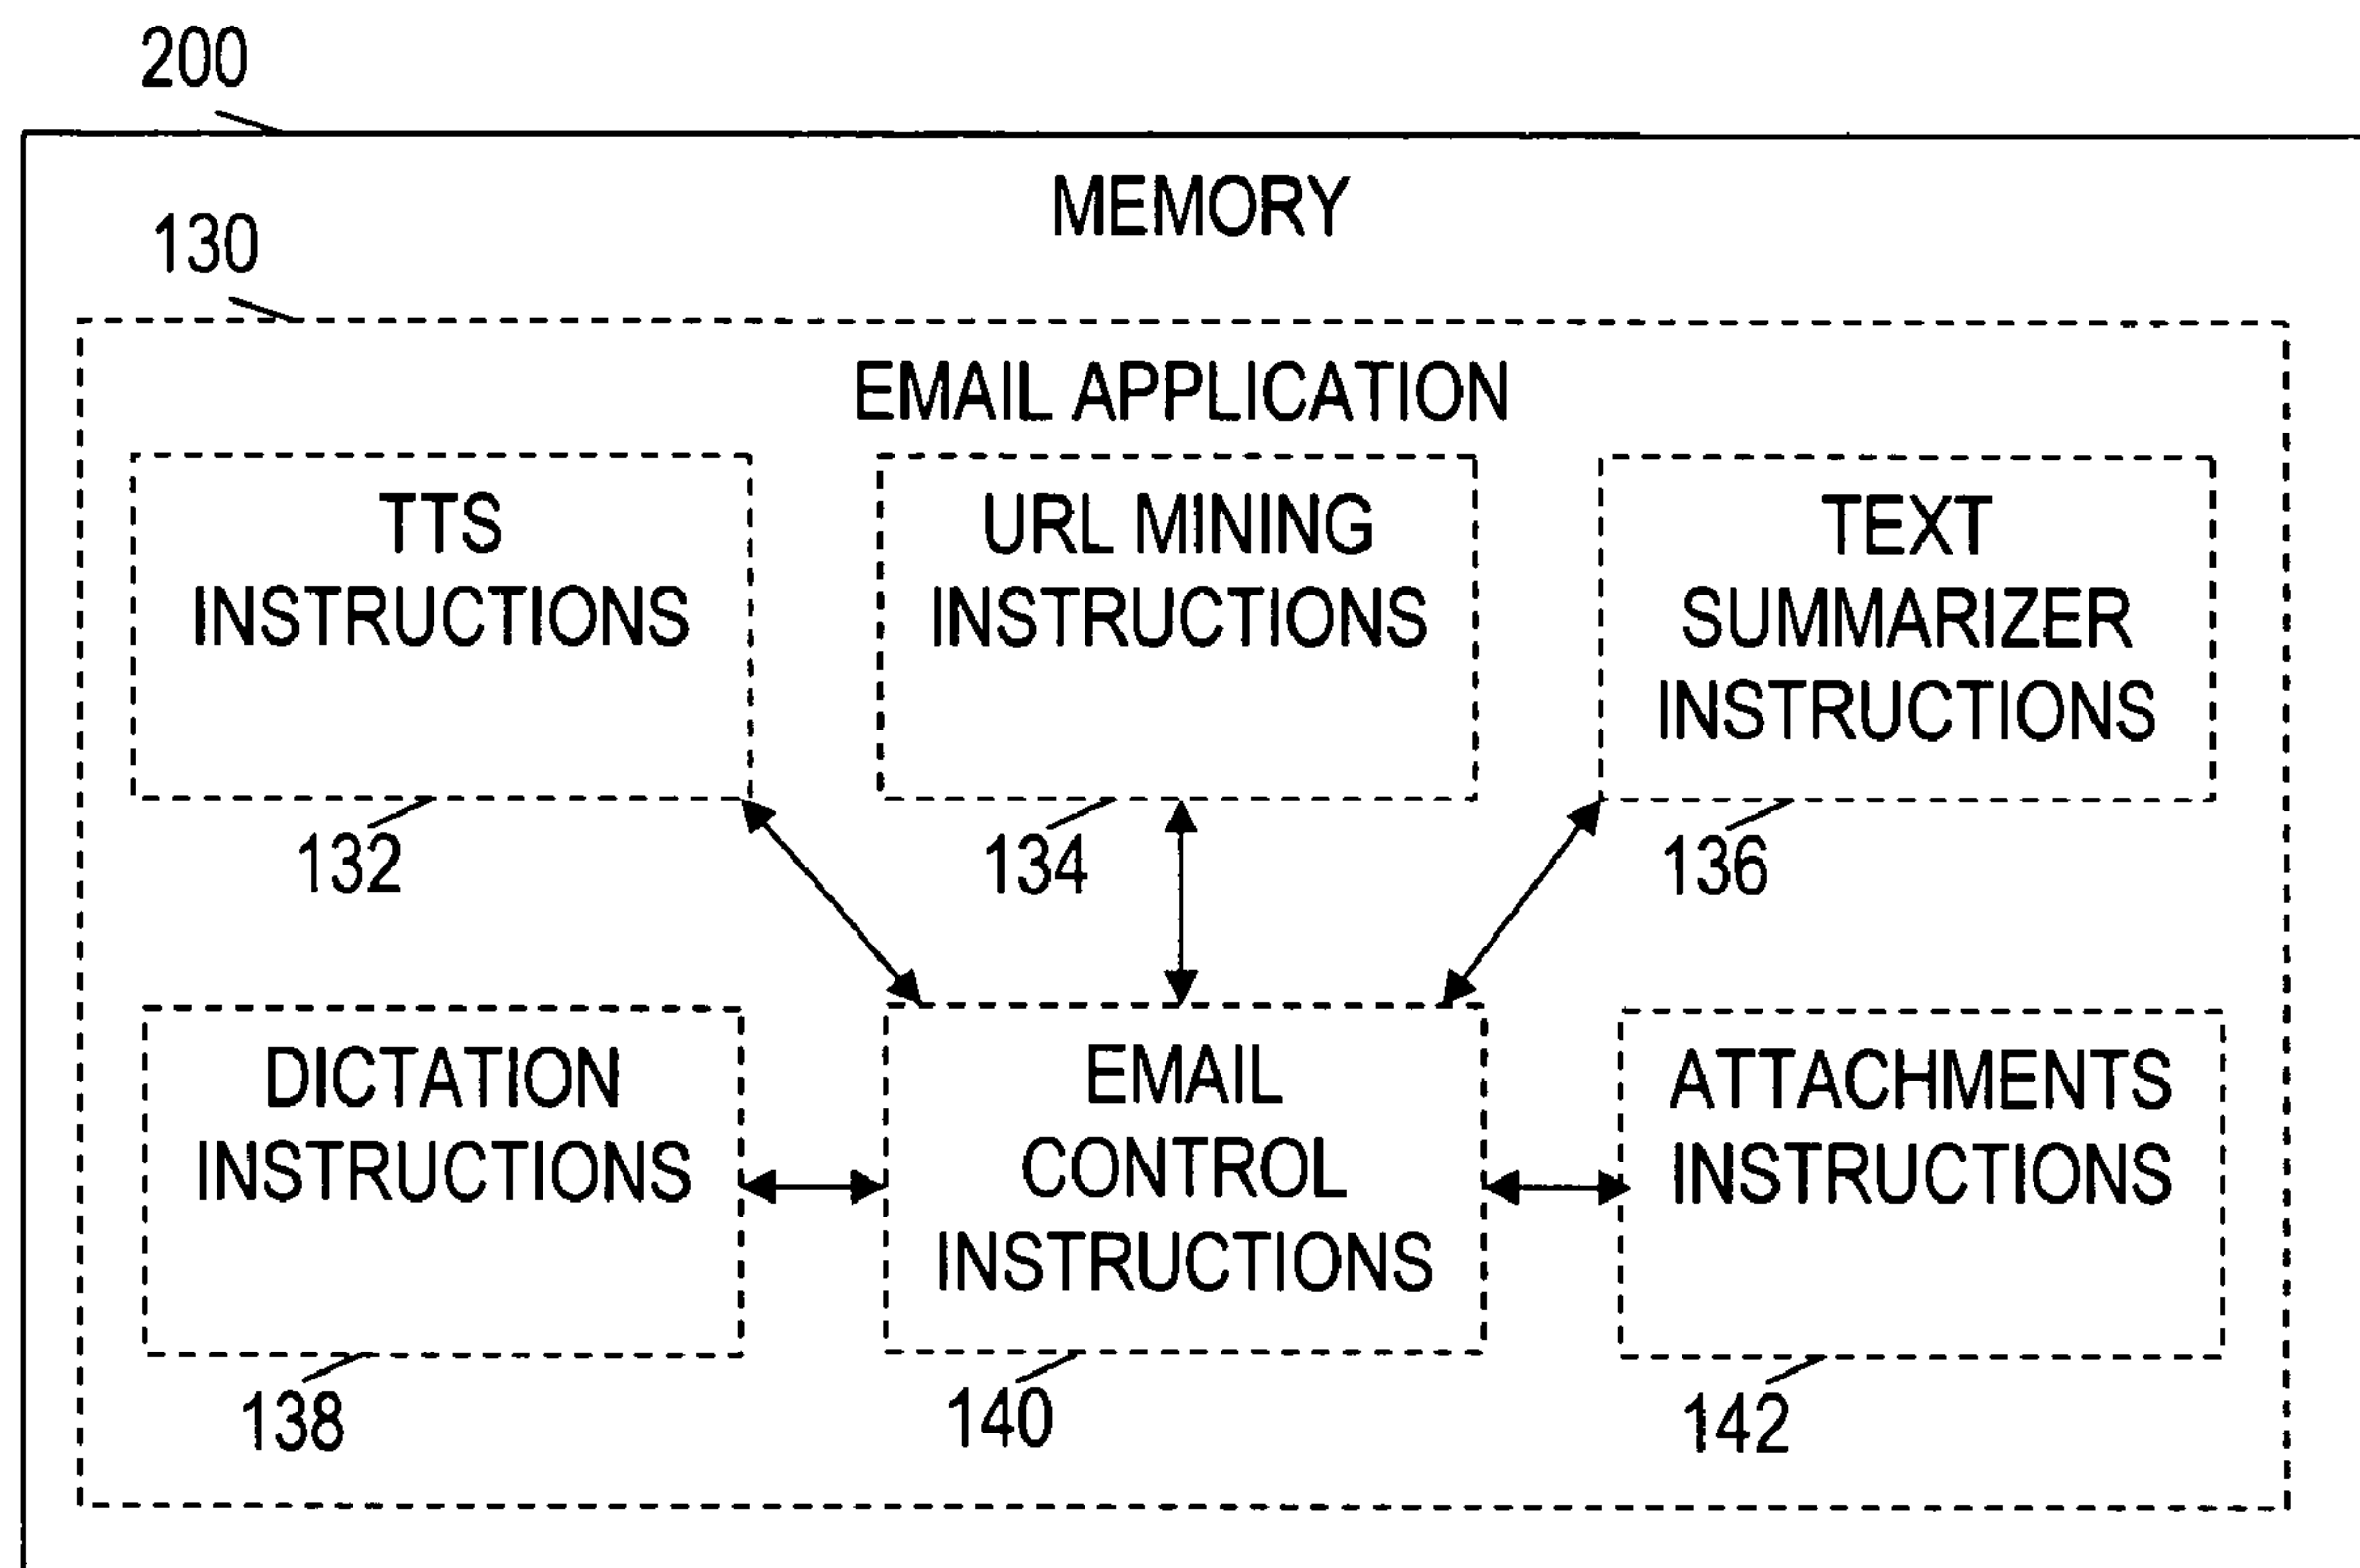 200
MEMORY
130
EMAIL APPLICATION
TTS
INSTRUCTIONS
132
URL MINING
INSTRUCTIONS
134
TEXT
SUMMARIZER
INSTRUCTIONS
136
DICTATION
INSTRUCTIONS
138
EMAIL
CONTROL
INSTRUCTIONS
140
ATTACHMENTS
INSTRUCTIONS
142